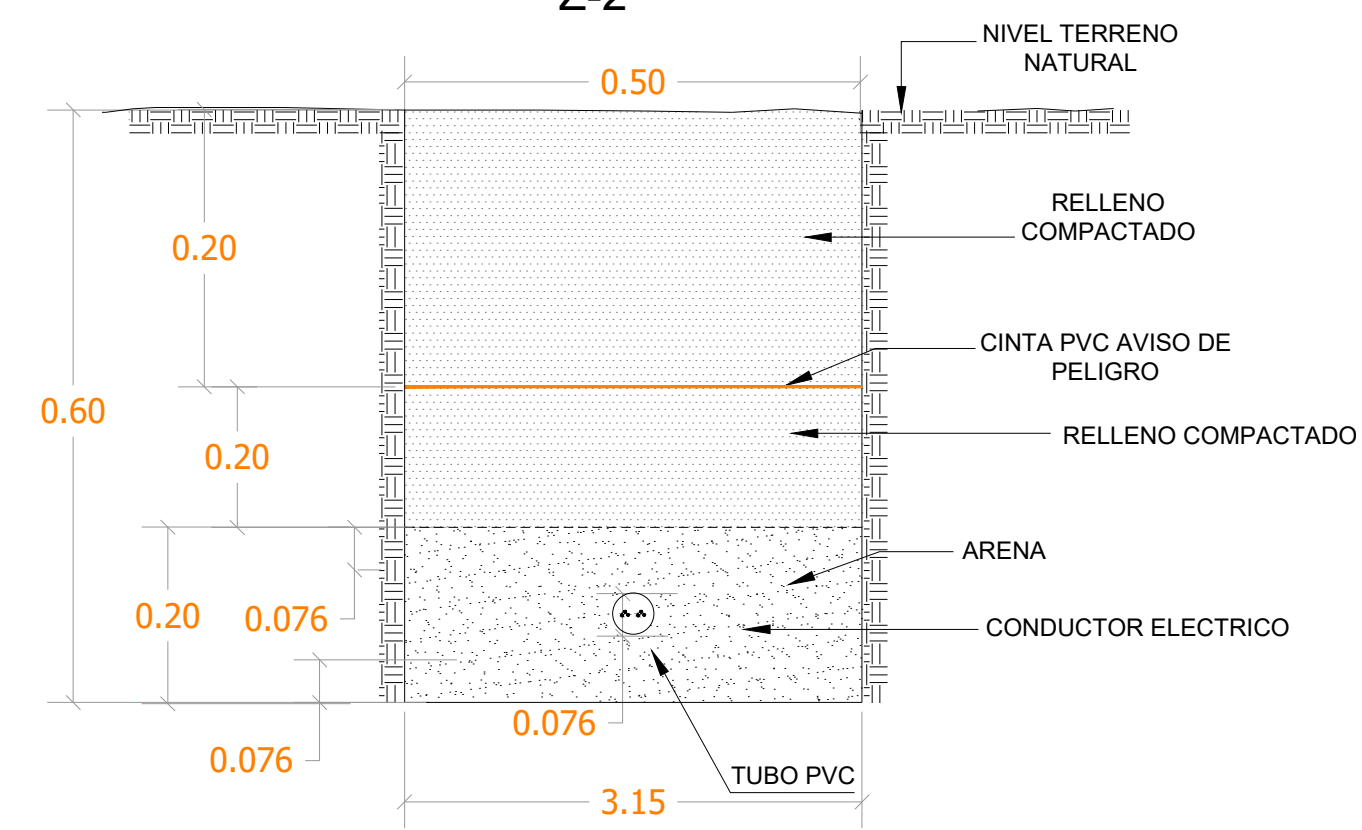 Z-2
NIVEL TERRENO
NATURAL
0.50
RELLENO
COMPACTADO
0.20
CINTA PVC AVISO DE
PELIGRO
0.60
RELLENO COMPACTADO
0.20
ARENA
0.20
0.076
CONDUCTOR ELECTRICO
0.076
0.076
TUBO PVC
3.15